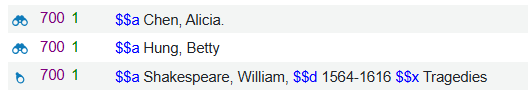 700 1 $$a Chen, Alicia.
700 1 $$a Hung, Betty
700 1 $$a Shakespeare, William, $$d 1564-1616 $$x Tragedies